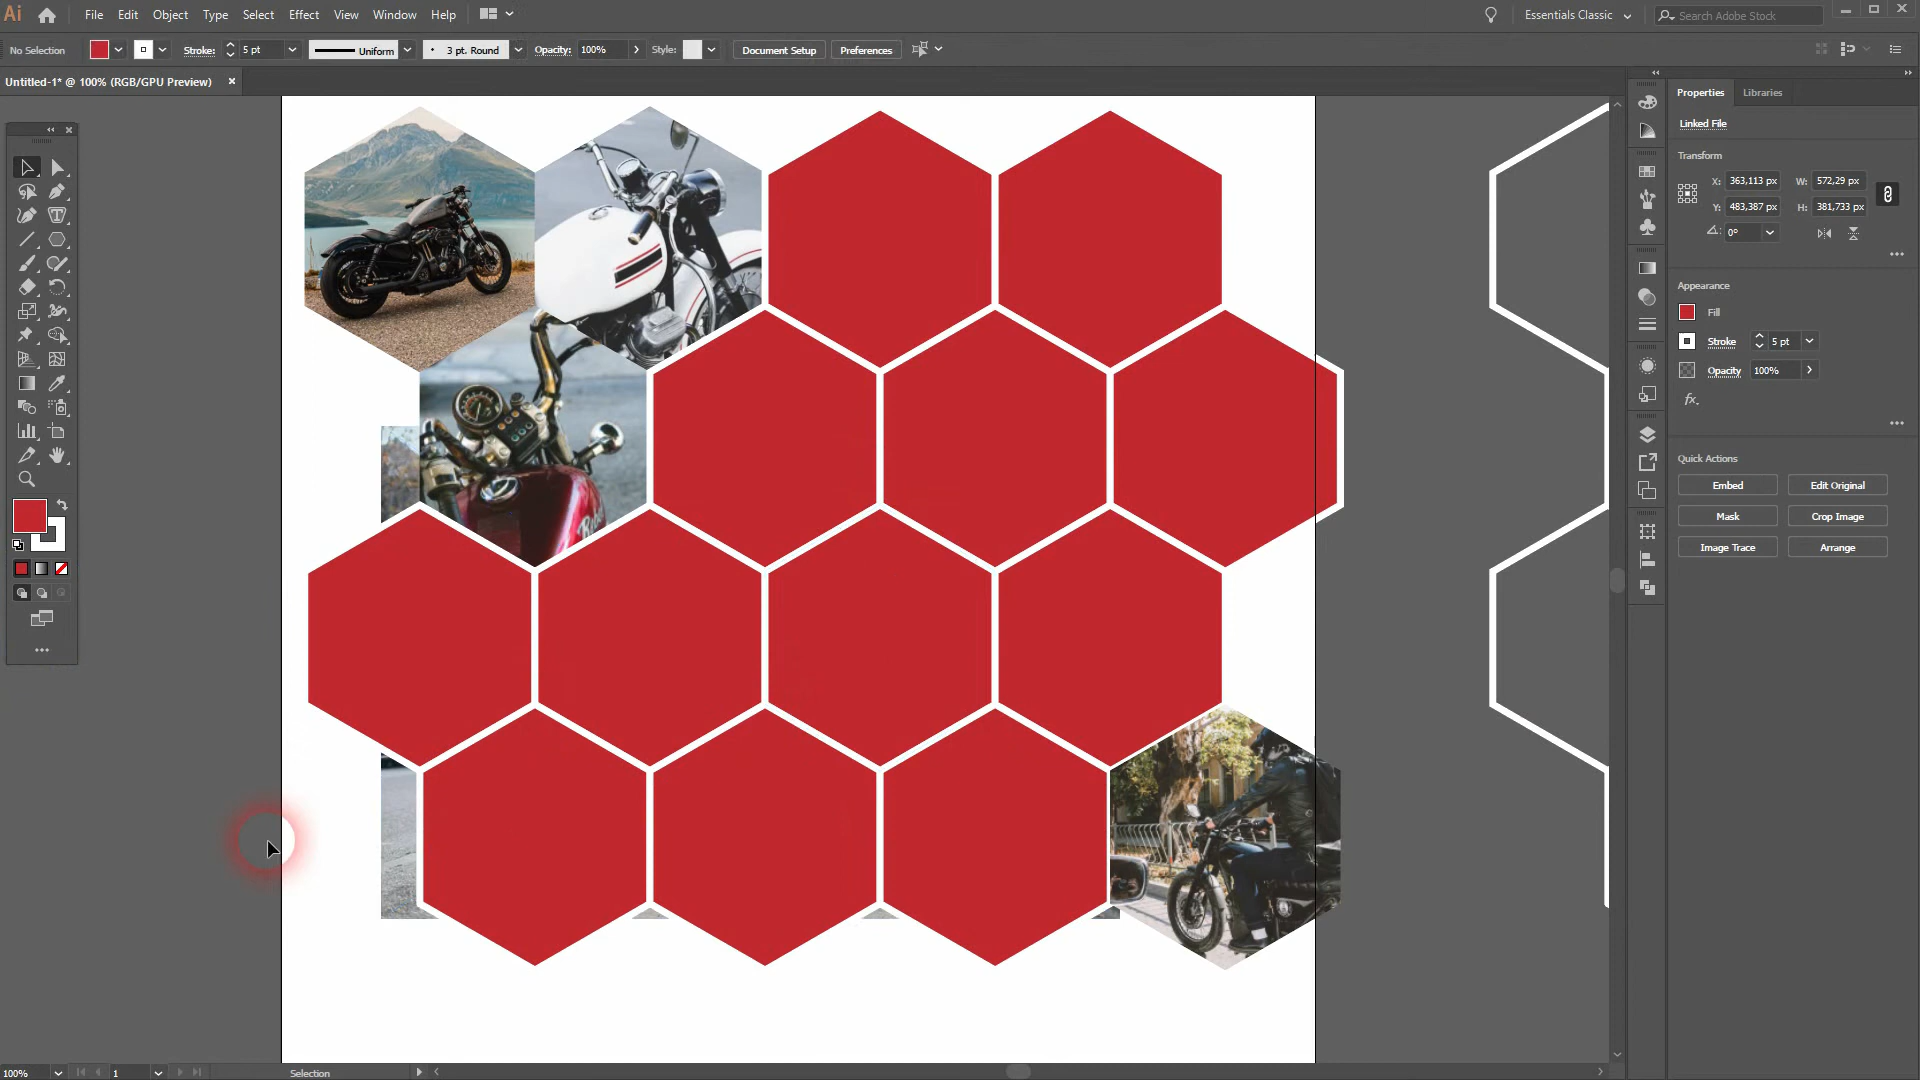 Ai File Edit Object Type Select Effect View Window Help Essentials Classic Search Adobe Stock
No Selection Stroke: 5 pt Uniform 3 pt. Round Opacity: 100% Style: Document Setup Preferences
Untitled-1* @ 100% (RGB/GPU Preview)
Properties Libraries
Linked File
Transform
X: 363,113 px W: 572,29 px
Y: 483,387 px H: 381,733 px
0°
Appearance
Fill
Stroke 5 pt
Opacity 100%
fx.
Quick Actions
Embed Edit Original
Mask Crop Image
Image Trace Arrange
100% 1 Selection